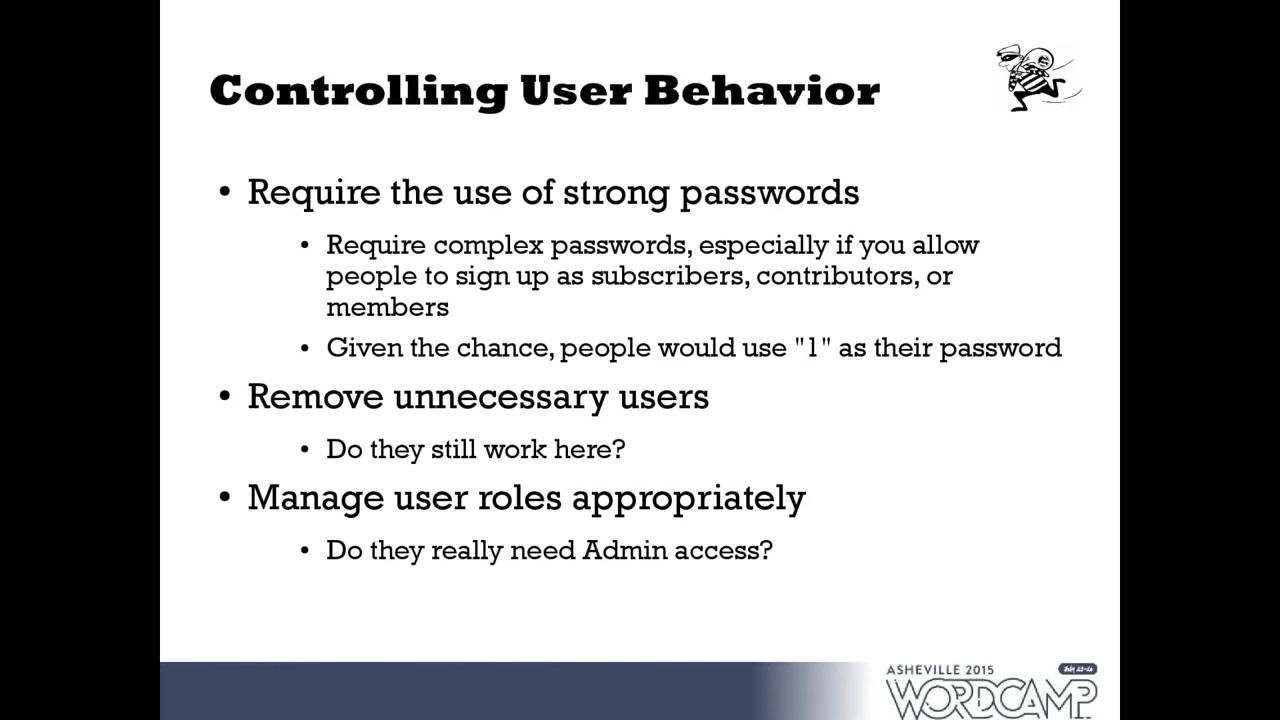 Controlling User Behavior
• Require the use of strong passwords
• Require complex passwords, especially if you allow
people to sign up as subscribers, contributors, or
members
• Given the chance, people would use "1" as their password
• Remove unnecessary users
• Do they still work here?
• Manage user roles appropriately
• Do they really need Admin access?
ASHEVILLE 2015
WORDCAMP